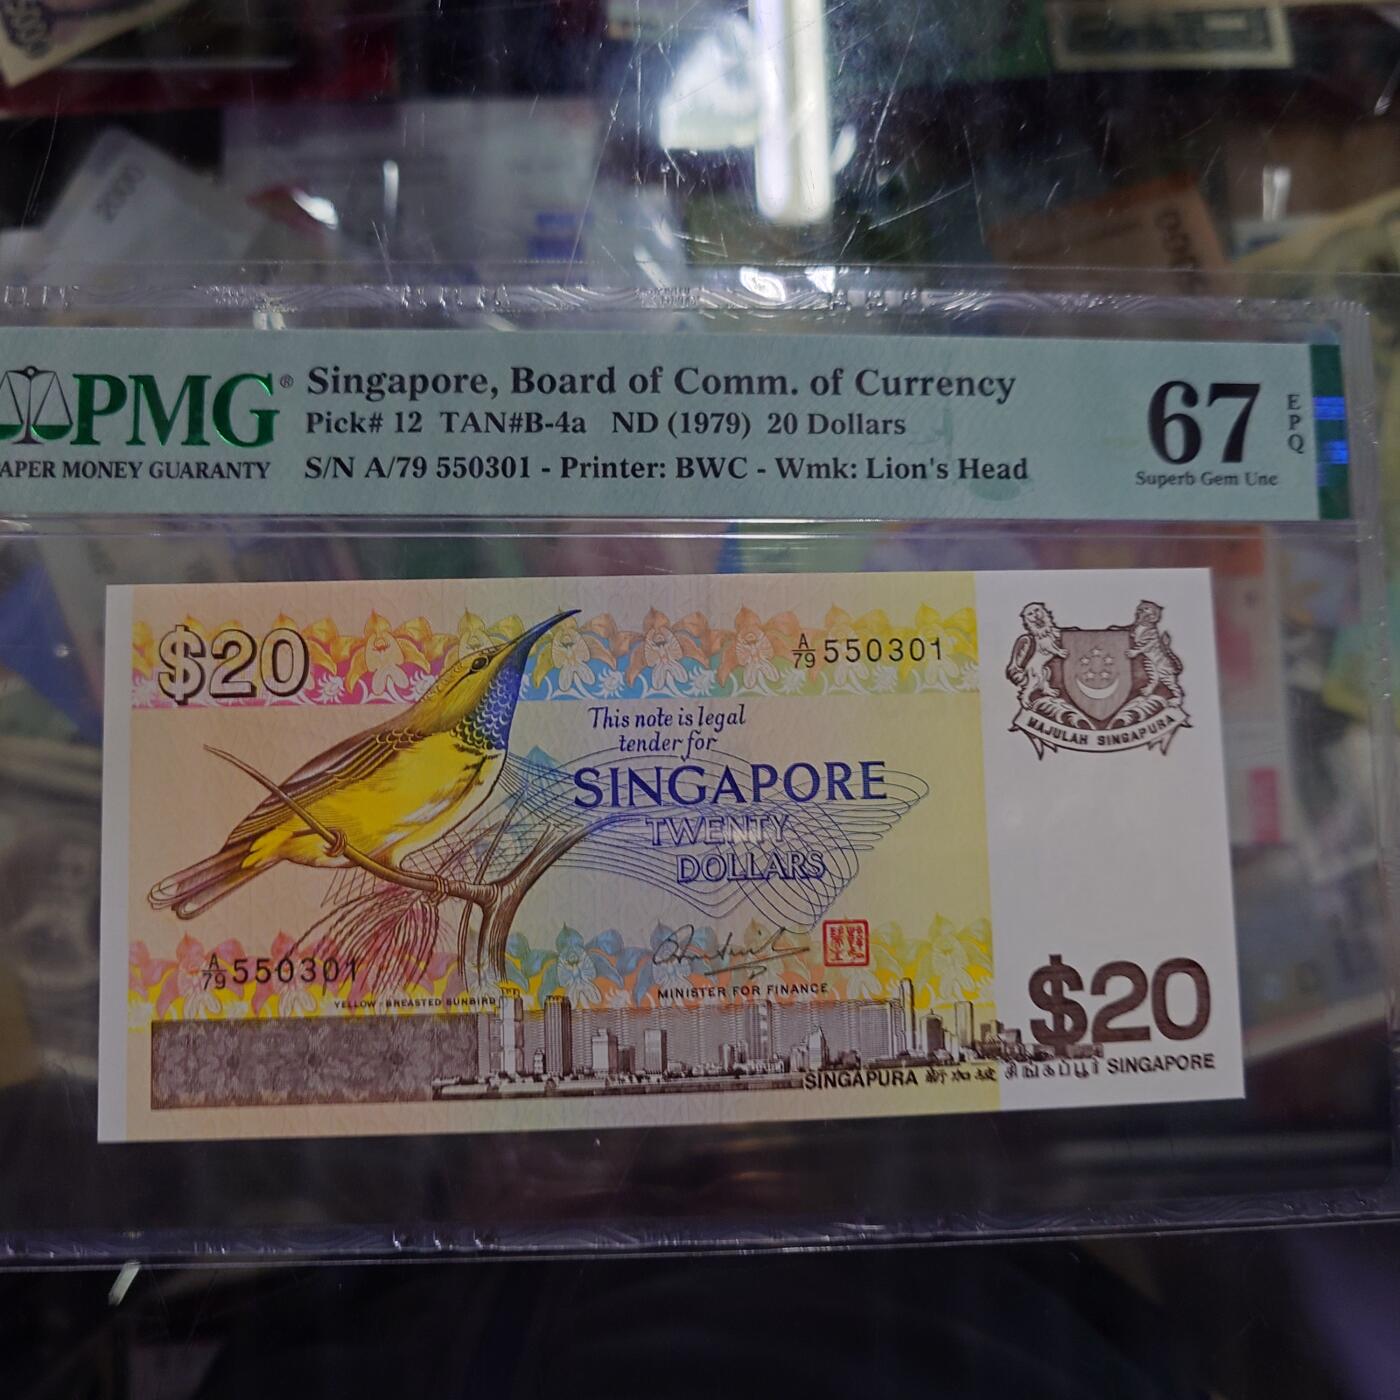 2000
PMG®
APER MONEY GUARANTY
Singapore, Board of Comm. of Currency
Pick# 12 TAN#B-4a ND (1979) 20 Dollars
S/N A/79 550301 - Printer: BWC - Wmk: Lion's Head
67
EPQ
Superb Gem Unc
$20
A/79 550301
This note is legal
tender for
SINGAPORE
TWENTY
DOLLARS
MAJULAH SINGAPURA
A/79 550301
YELLOW-BREASTED SUNBIRD
MINISTER FOR FINANCE
$20
SINGAPURA 新加坡 சிங்கப்பூர் SINGAPORE